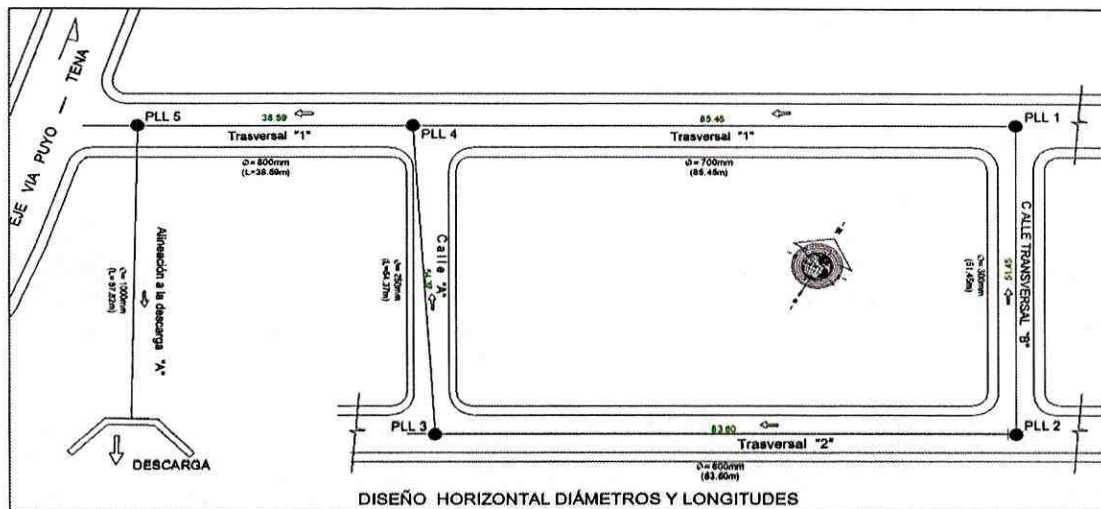 EJE VIA PUYO — TENA
PLL 5
38.59
Trasversal "1"
Ø= 800mm
(L=38.59m)
PLL 4
85.45
Trasversal "1"
Ø= 700mm
(85.45m)
PLL 1
Alineación a la descarga "A"
Ø= 1000mm
Ø= 250mm
(L=54.37m)
Calle "A"
Ø= 300mm
(51.45m)
51.45
CALLE TRANSVERSAL "B"
PLL 3
83.60
Trasversal "2"
PLL 2
Ø= 600mm
(83.60m)
DESCARGA
DISEÑO HORIZONTAL DIÁMETROS Y LONGITUDES